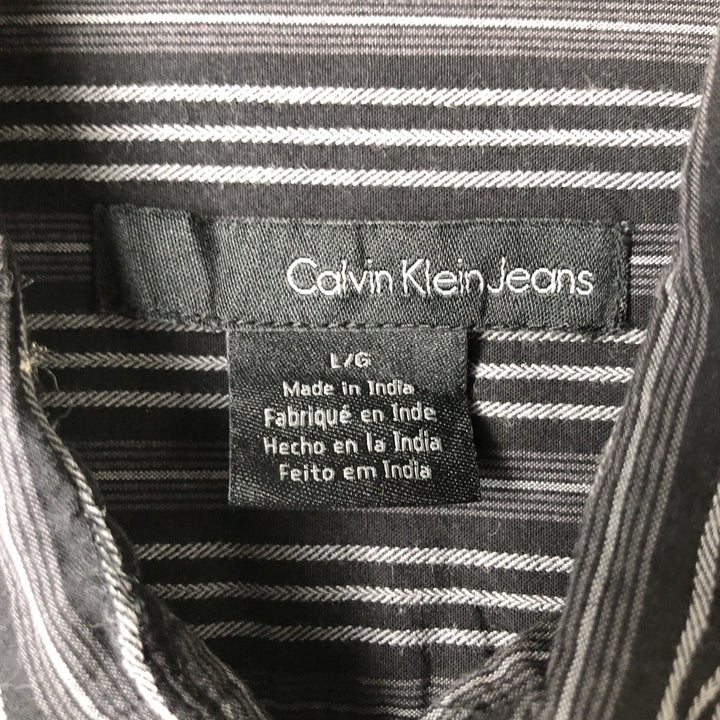 Calvin Klein Jeans
L/G
Made in India
Fabriqué en Inde
Hecho en la India
Feito em India